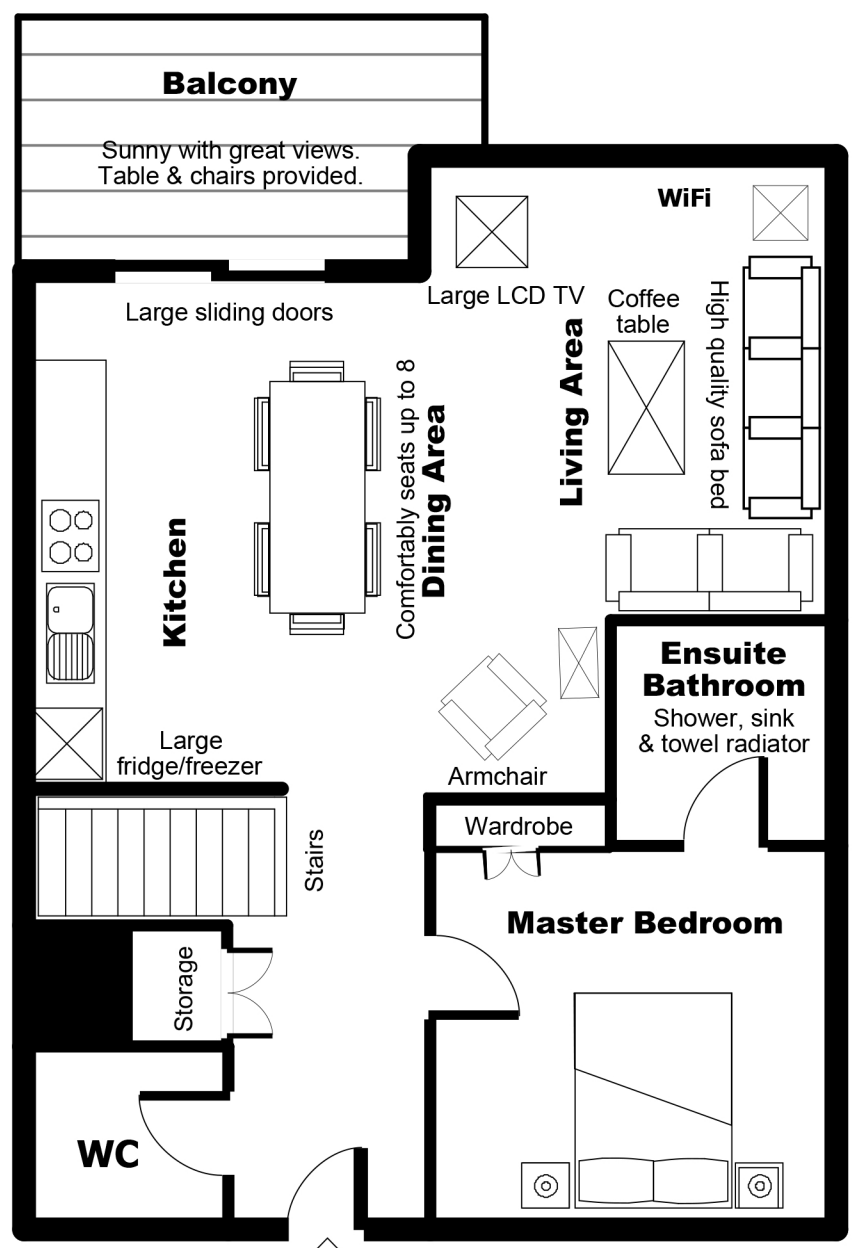 Balcony
Sunny with great views.
Table & chairs provided.
WiFi
Large LCD TV
Coffee
table
Large sliding doors
High quality sofa bed
Living Area
Comfortably seats up to 8
Dining Area
Kitchen
Ensuite
Bathroom
Shower, sink
& towel radiator
Large
fridge/freezer
Armchair
Wardrobe
Stairs
Master Bedroom
Storage
WC